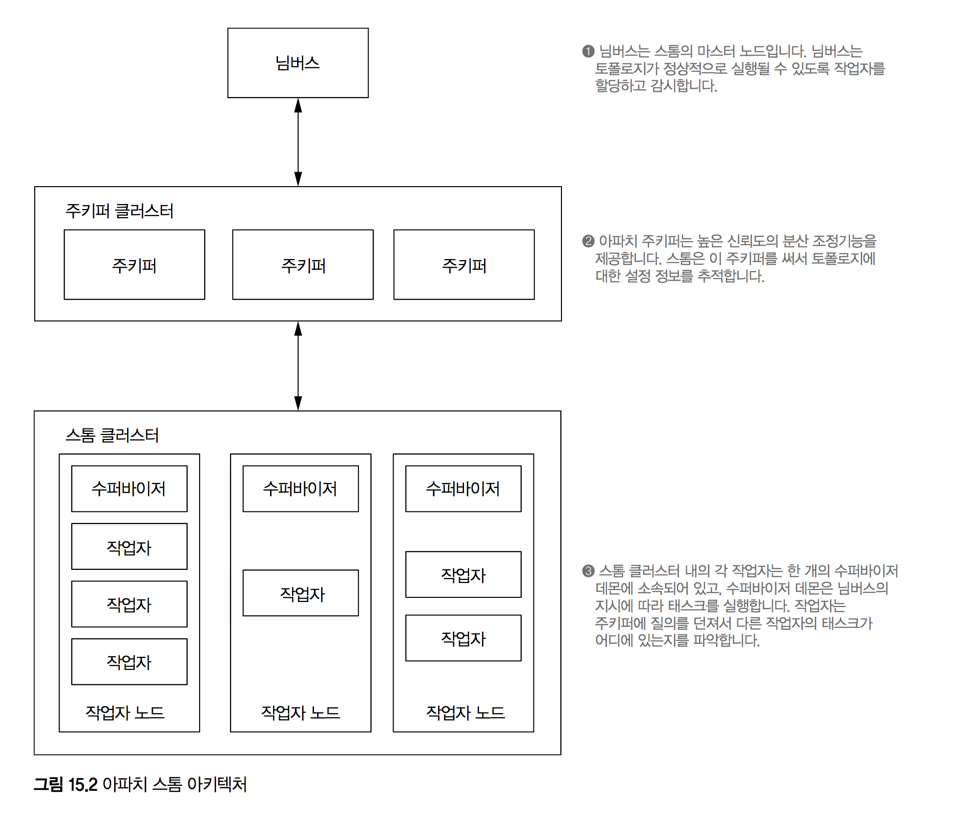 님버스
❶ 님버스는 스톰의 마스터 노드입니다. 님버스는
토폴로지가 정상적으로 실행될 수 있도록 작업자를
할당하고 감시합니다.
주키퍼 클러스터
주키퍼
주키퍼
주키퍼
❷ 아파치 주키퍼는 높은 신뢰도의 분산 조정기능을
제공합니다. 스톰은 이 주키퍼를 써서 토폴로지에
대한 설정 정보를 추적합니다.
스톰 클러스터
수퍼바이저
작업자
작업자
작업자
작업자 노드
수퍼바이저
작업자
작업자 노드
수퍼바이저
작업자
작업자
작업자 노드
❸ 스톰 클러스터 내의 각 작업자는 한 개의 수퍼바이저
데몬에 소속되어 있고, 수퍼바이저 데몬은 님버스의
지시에 따라 태스크를 실행합니다. 작업자는
주키퍼에 질의를 던져서 다른 작업자의 태스크가
어디에 있는지를 파악합니다.
그림 15.2 아파치 스톰 아키텍처